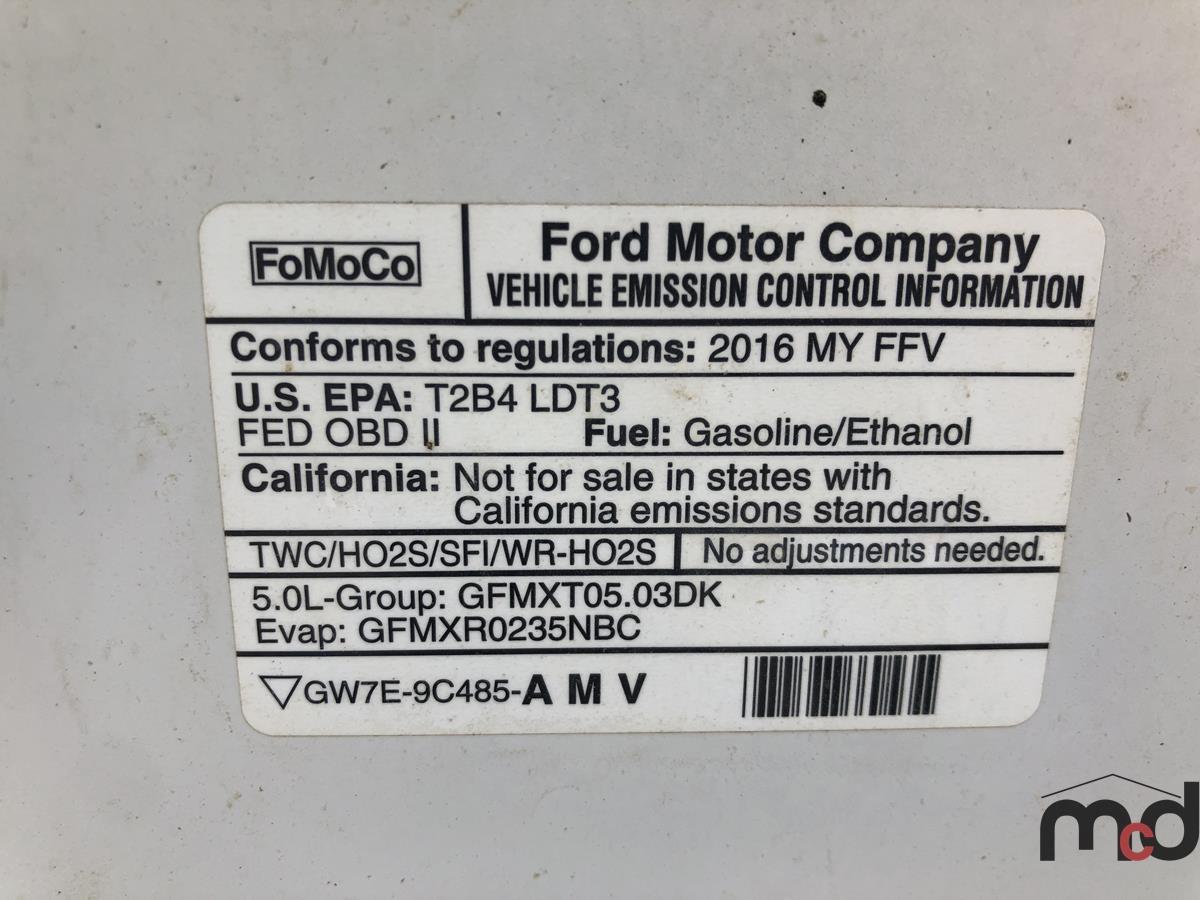 FoMoCo
Ford Motor Company
VEHICLE EMISSION CONTROL INFORMATION
Conforms to regulations: 2016 MY FFV
U.S. EPA: T2B4 LDT3
FED OBD II Fuel: Gasoline/Ethanol
California: Not for sale in states with
California emissions standards.
TWC/HO2S/SFI/WR-HO2S No adjustments needed.
5.0L-Group: GFMXT05.03DK
Evap: GFMXR0235NBC
▽GW7E-9C485-A M V
mcd